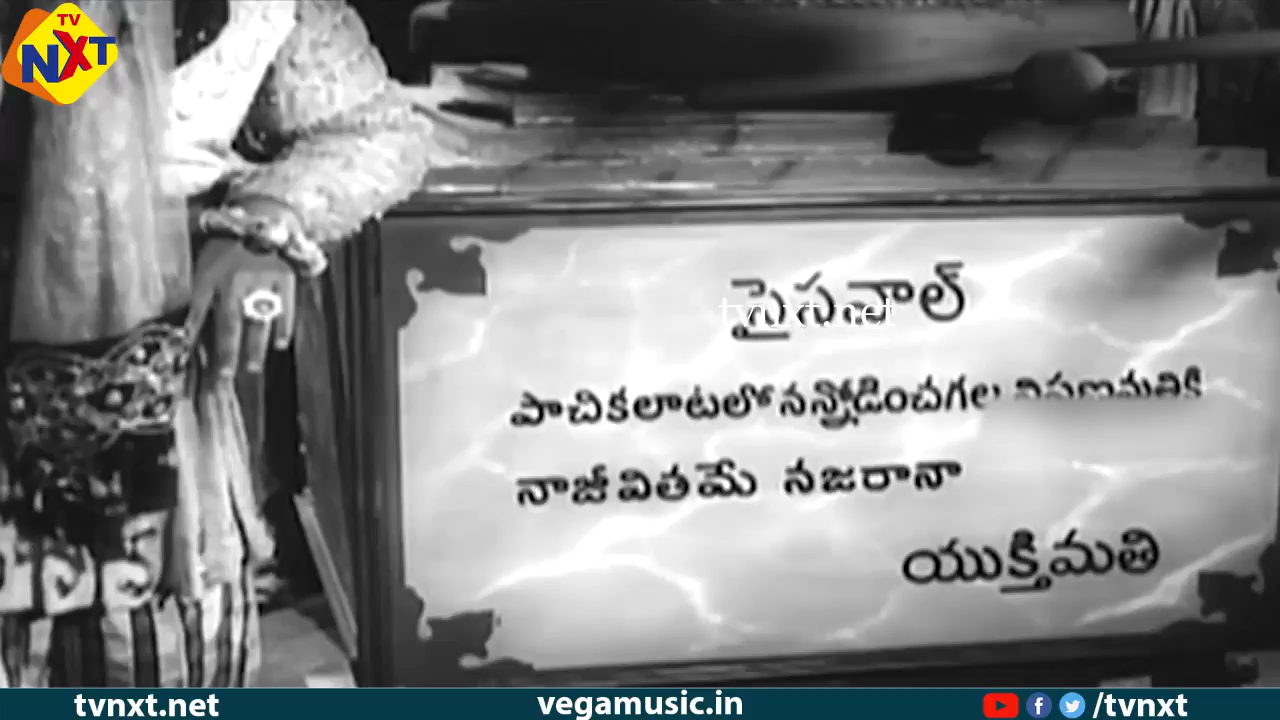 TV
NXT
పైసవాల్
tvnxt.net
పాచికలాటలో నన్నోడించగల
నాజీవితమే నజరానా
యుక్తిమతి
tvnxt.net
vegamusic.in
/tvnxt